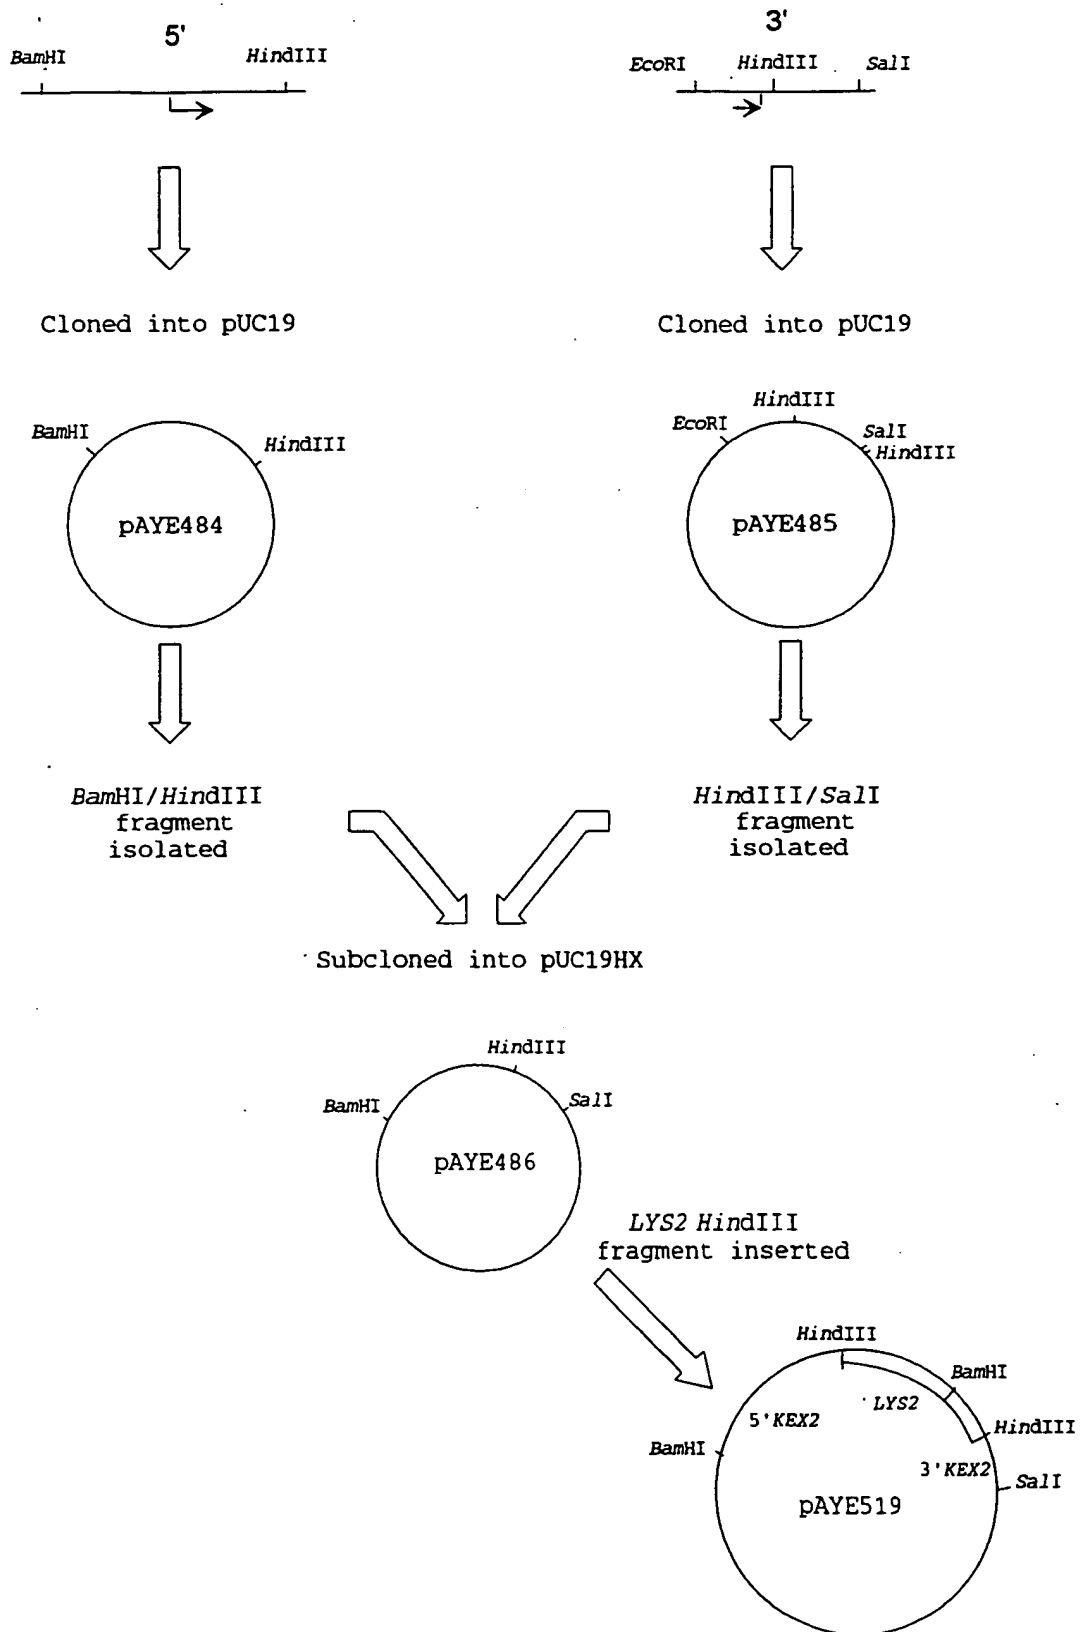 5'
3'
BamHI
HindIII
EcoRI
HindIII
SalI
Cloned into pUC19
Cloned into pUC19
BamHI
HindIII
pAYE484
HindIII
EcoRI
SalI
HindIII
pAYE485
BamHI/HindIII
fragment
isolated
HindIII/SalI
fragment
isolated
Subcloned into pUC19HX
HindIII
BamHI
SalI
pAYE486
LYS2 HindIII
fragment inserted
HindIII
BamHI
LYS2
5'KEX2
HindIII
BamHI
3'KEX2
SalI
pAYE519